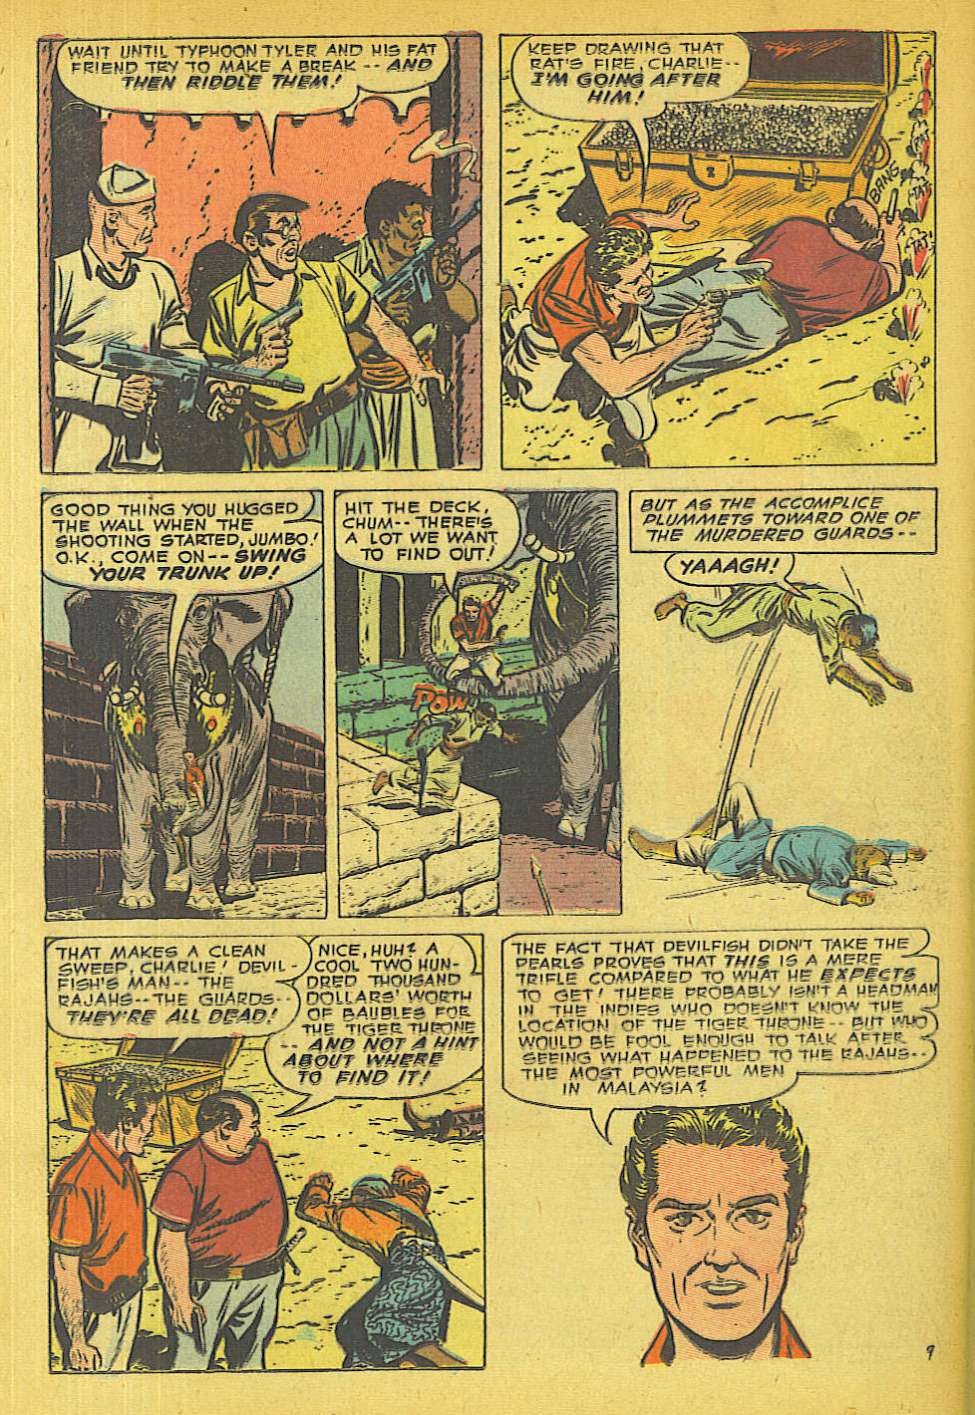 WAIT UNTIL TYPHOON TYLER AND HIS FAT
FRIEND TRY TO MAKE A BREAK -- AND
THEN RIDDLE THEM!
KEEP DRAWING THAT
RAT'S FIRE, CHARLIE--
I'M GOING AFTER
HIM!
BANG
GOOD THING YOU HUGGED
THE WALL WHEN THE
SHOOTING STARTED, JUMBO!
O.K., COME ON -- SWING
YOUR TRUNK UP!
HIT THE DECK,
CHUM-- THERE'S
A LOT WE WANT
TO FIND OUT!
POW
BUT AS THE ACCOMPLICE
PLUMMETS TOWARD ONE OF
THE MURDERED GUARDS--
YAAAGH!
THAT MAKES A CLEAN
SWEEP, CHARLIE! DEVIL-
FISH'S MAN -- THE
RAJAHS -- THE GUARDS --
THEY'RE ALL DEAD!
NICE, HUH? A
COOL TWO HUN-
DRED THOUSAND
DOLLARS' WORTH
OF BAUBLES FOR
THE TIGER THRONE
-- AND NOT A HINT
ABOUT WHERE
TO FIND IT!
THE FACT THAT DEVILFISH DIDN'T TAKE THE
PEARLS PROVES THAT THIS IS A MERE
TRIFLE COMPARED TO WHAT HE EXPECTS
TO GET! THERE PROBABLY ISN'T A HEADMAN
IN THE INDIES WHO DOESN'T KNOW THE
LOCATION OF THE TIGER THRONE -- BUT WHO
WOULD BE FOOL ENOUGH TO TALK AFTER
SEEING WHAT HAPPENED TO THE RAJAHS--
THE MOST POWERFUL MEN
IN MALAYSIA?
9